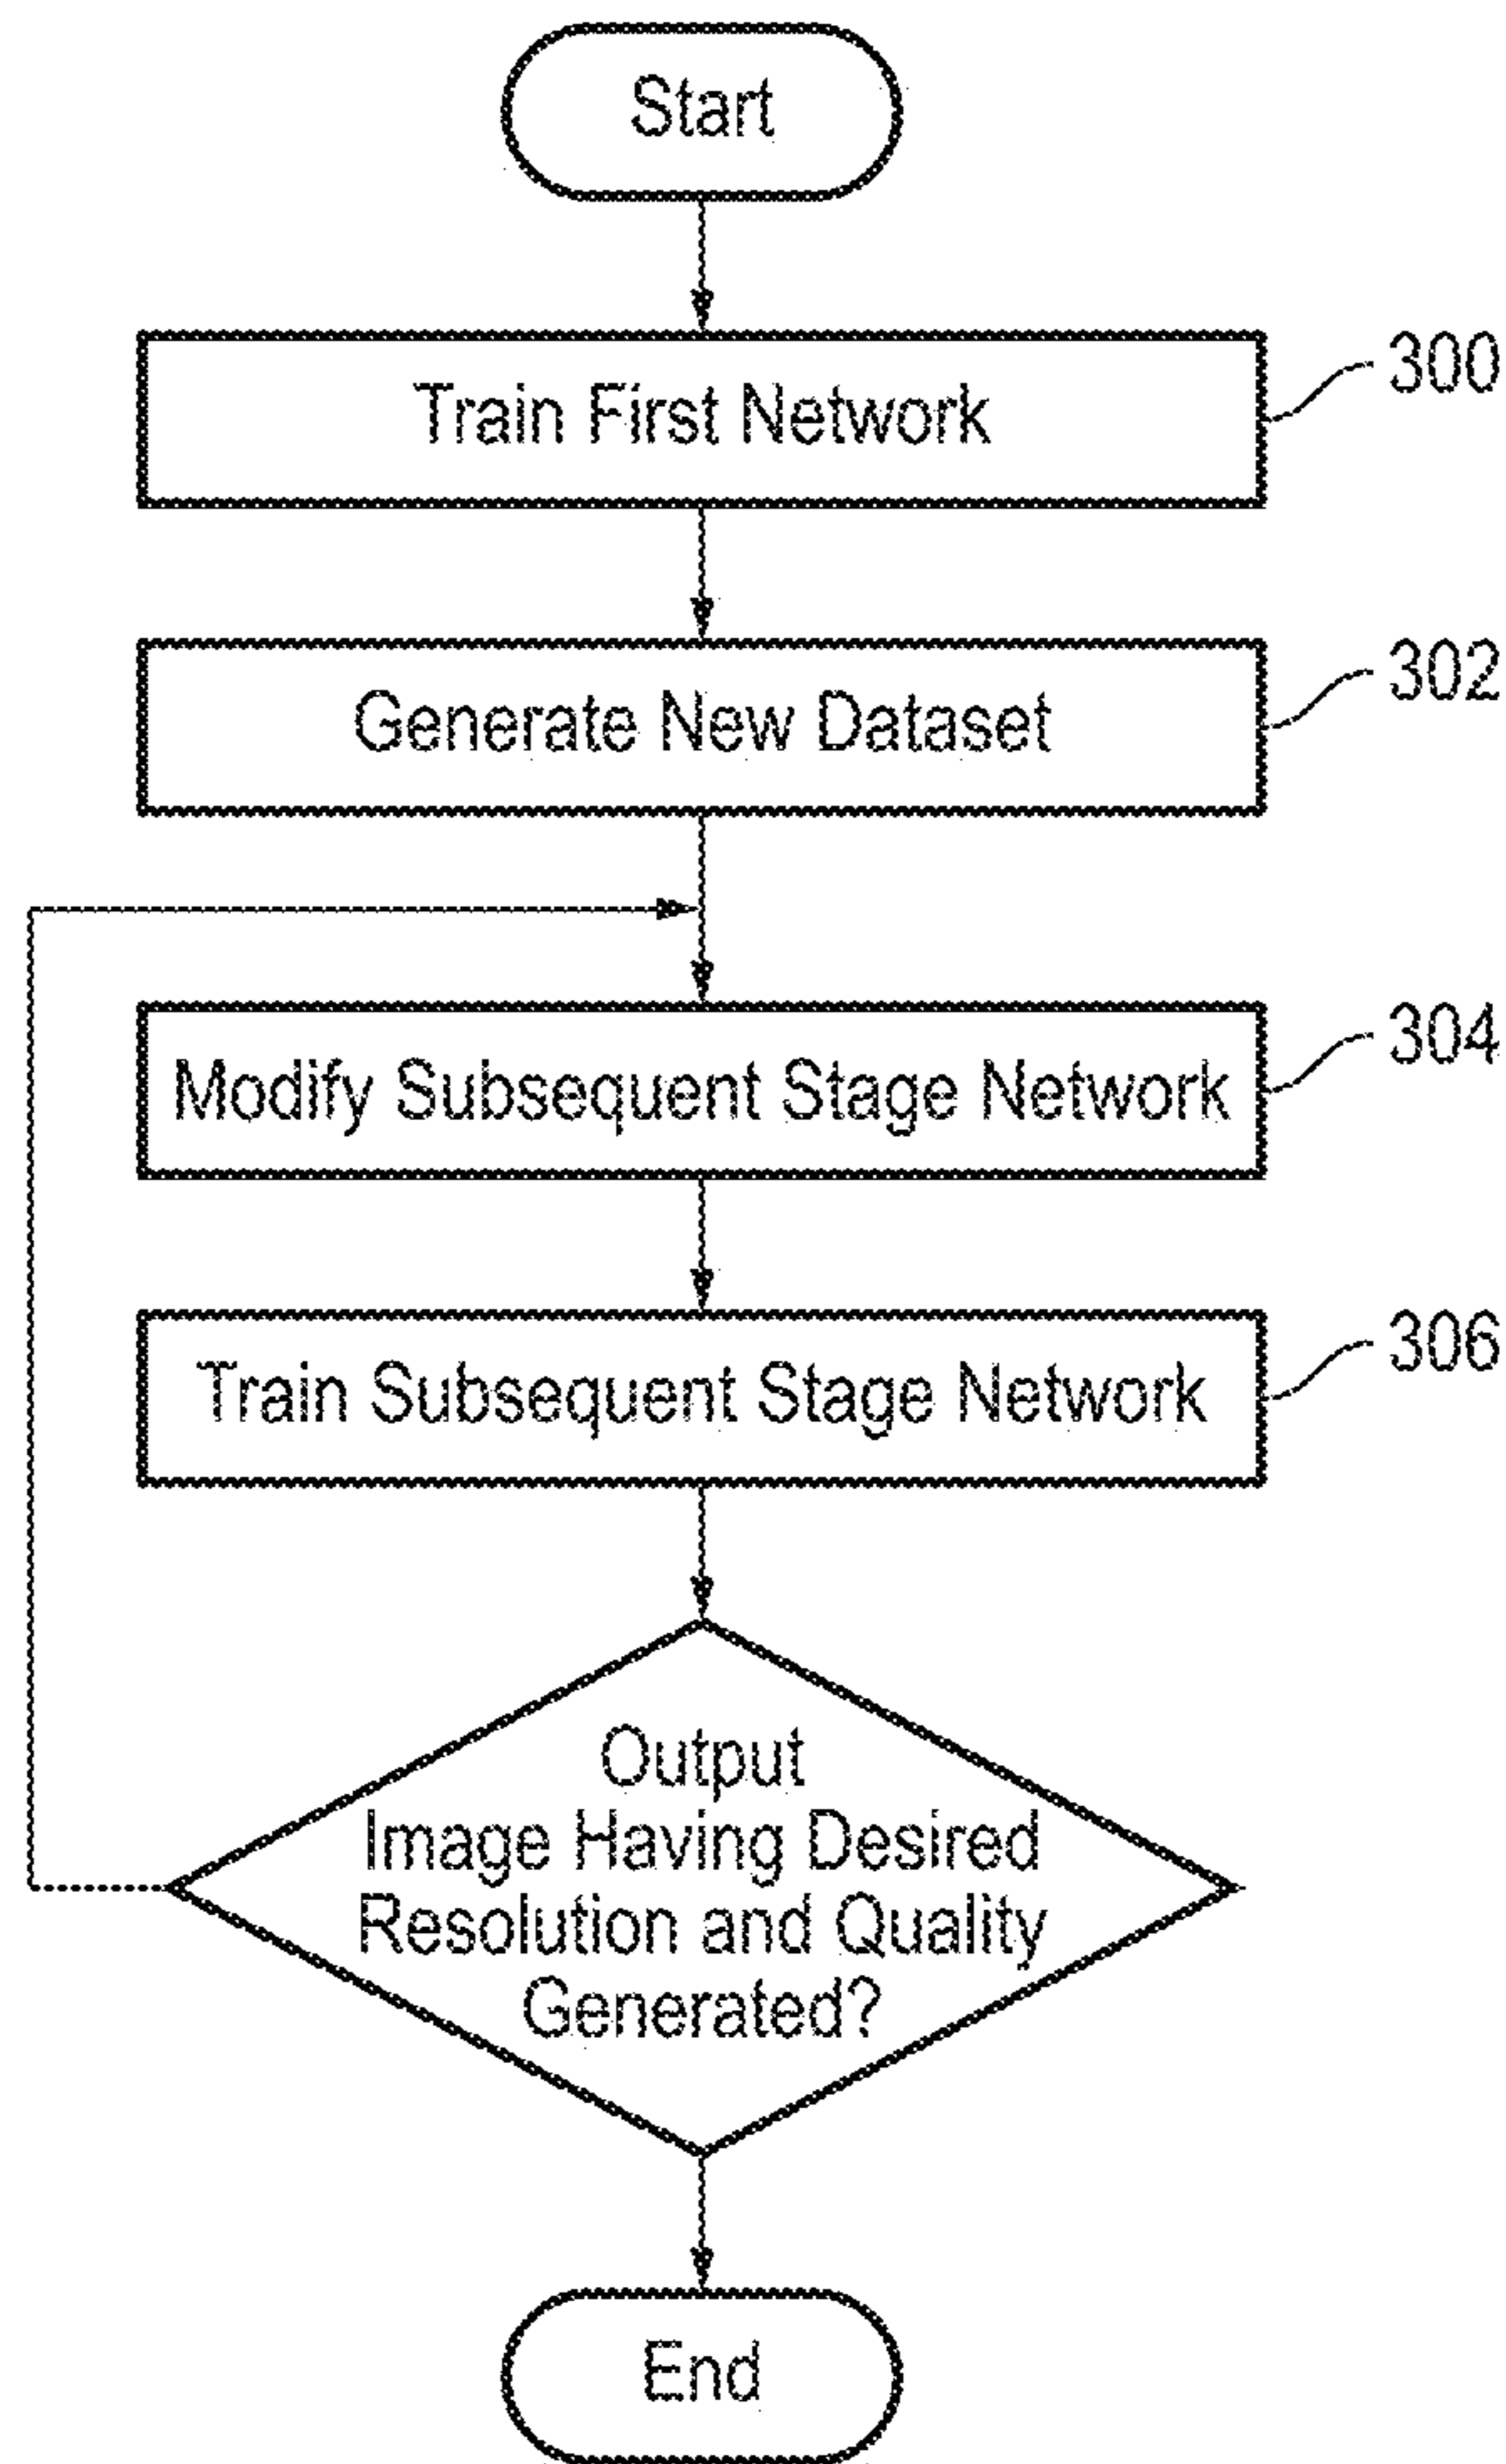 Start
Train First Network
300
Generate New Dataset
302
Modify Subsequent Stage Network
304
Train Subsequent Stage Network
306
Output
Image Having Desired
Resolution and Quality
Generated?
End